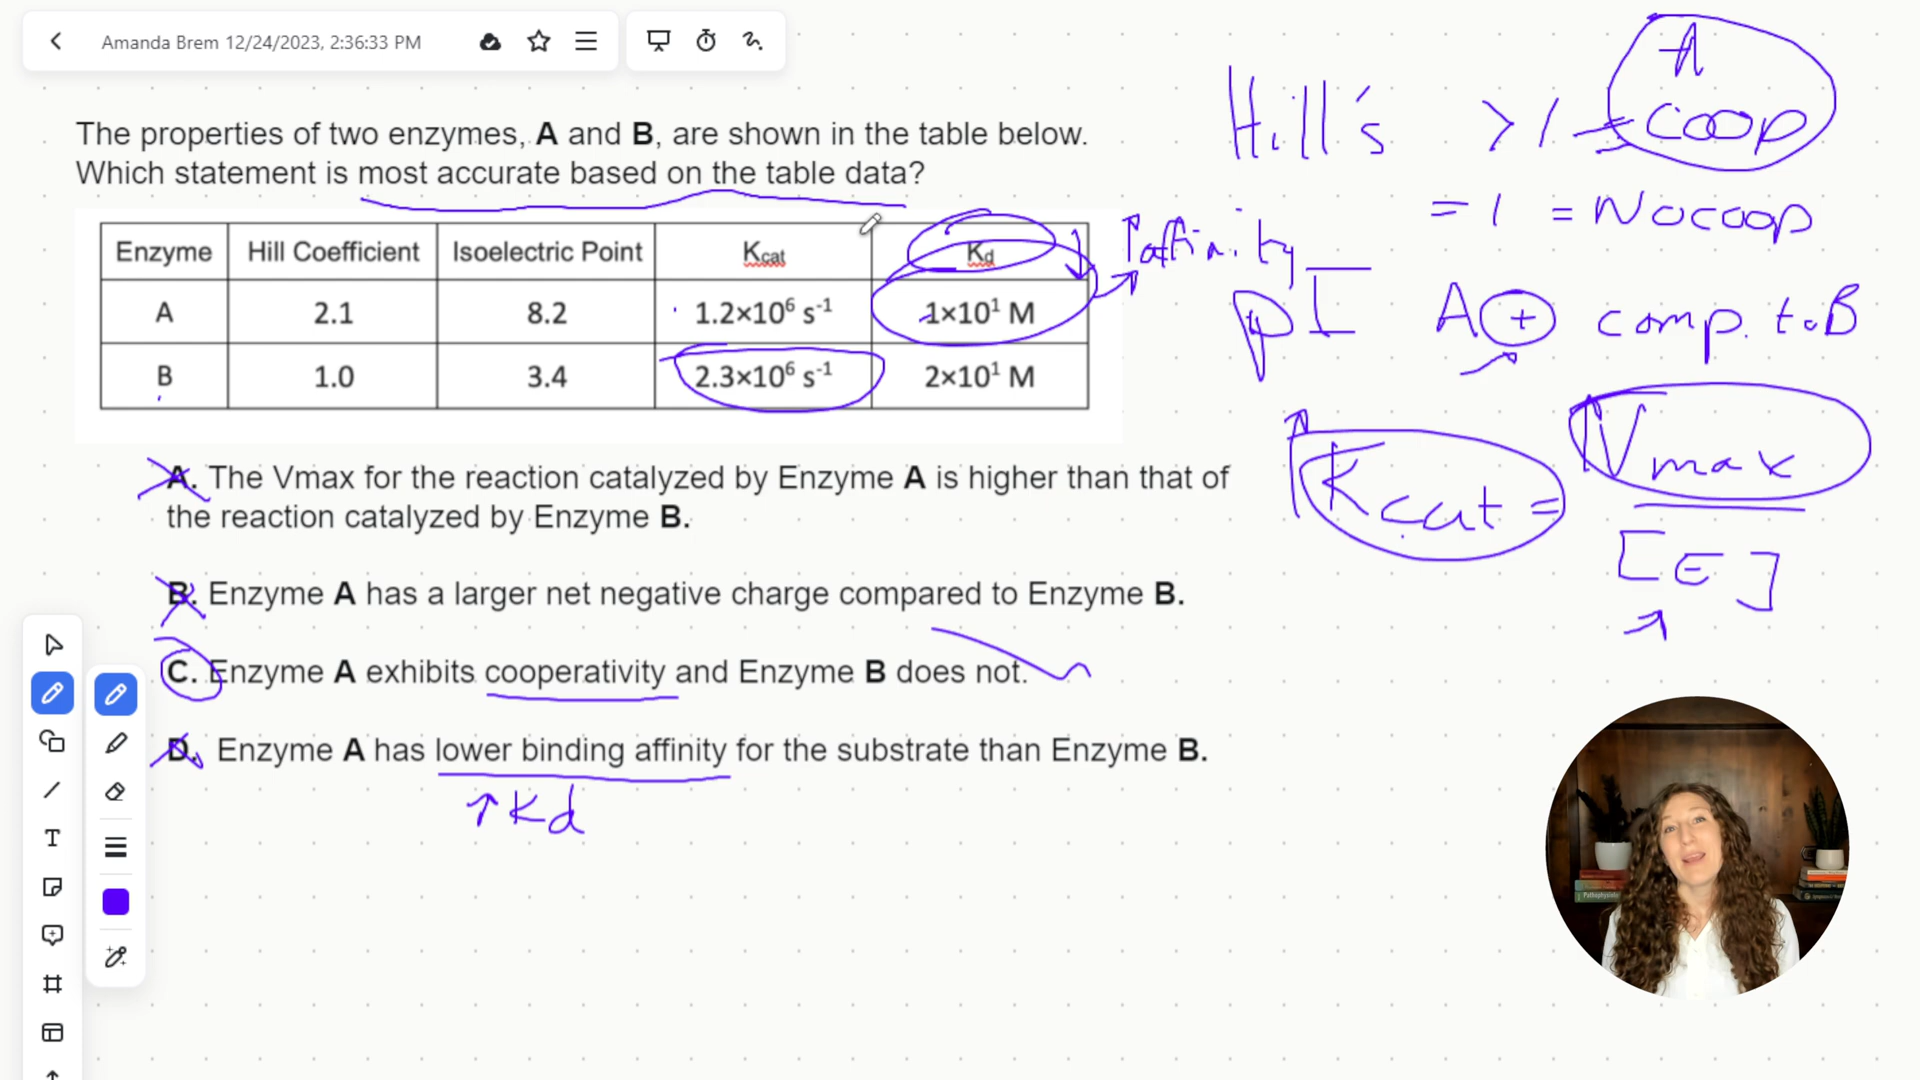 Amanda Brem 12/24/2023, 2:36:33 PM
The properties of two enzymes, A and B, are shown in the table below.
Which statement is most accurate based on the table data?
Enzyme Hill Coefficient Isoelectric Point Kcat Kd
A 2.1 8.2 1.2×10⁶ s⁻¹ 1×10¹ M
B 1.0 3.4 2.3×10⁶ s⁻¹ 2×10¹ M
A. The Vmax for the reaction catalyzed by Enzyme A is higher than that of
the reaction catalyzed by Enzyme B.
B. Enzyme A has a larger net negative charge compared to Enzyme B.
C. Enzyme A exhibits cooperativity and Enzyme B does not.
D. Enzyme A has lower binding affinity for the substrate than Enzyme B.
↑ Kd
A
Hill's >1 = coop
= 1 = No coop
↑ affinity
pI A + comp. to B
↑ Kcat = ↑ Vmax
[E]
T